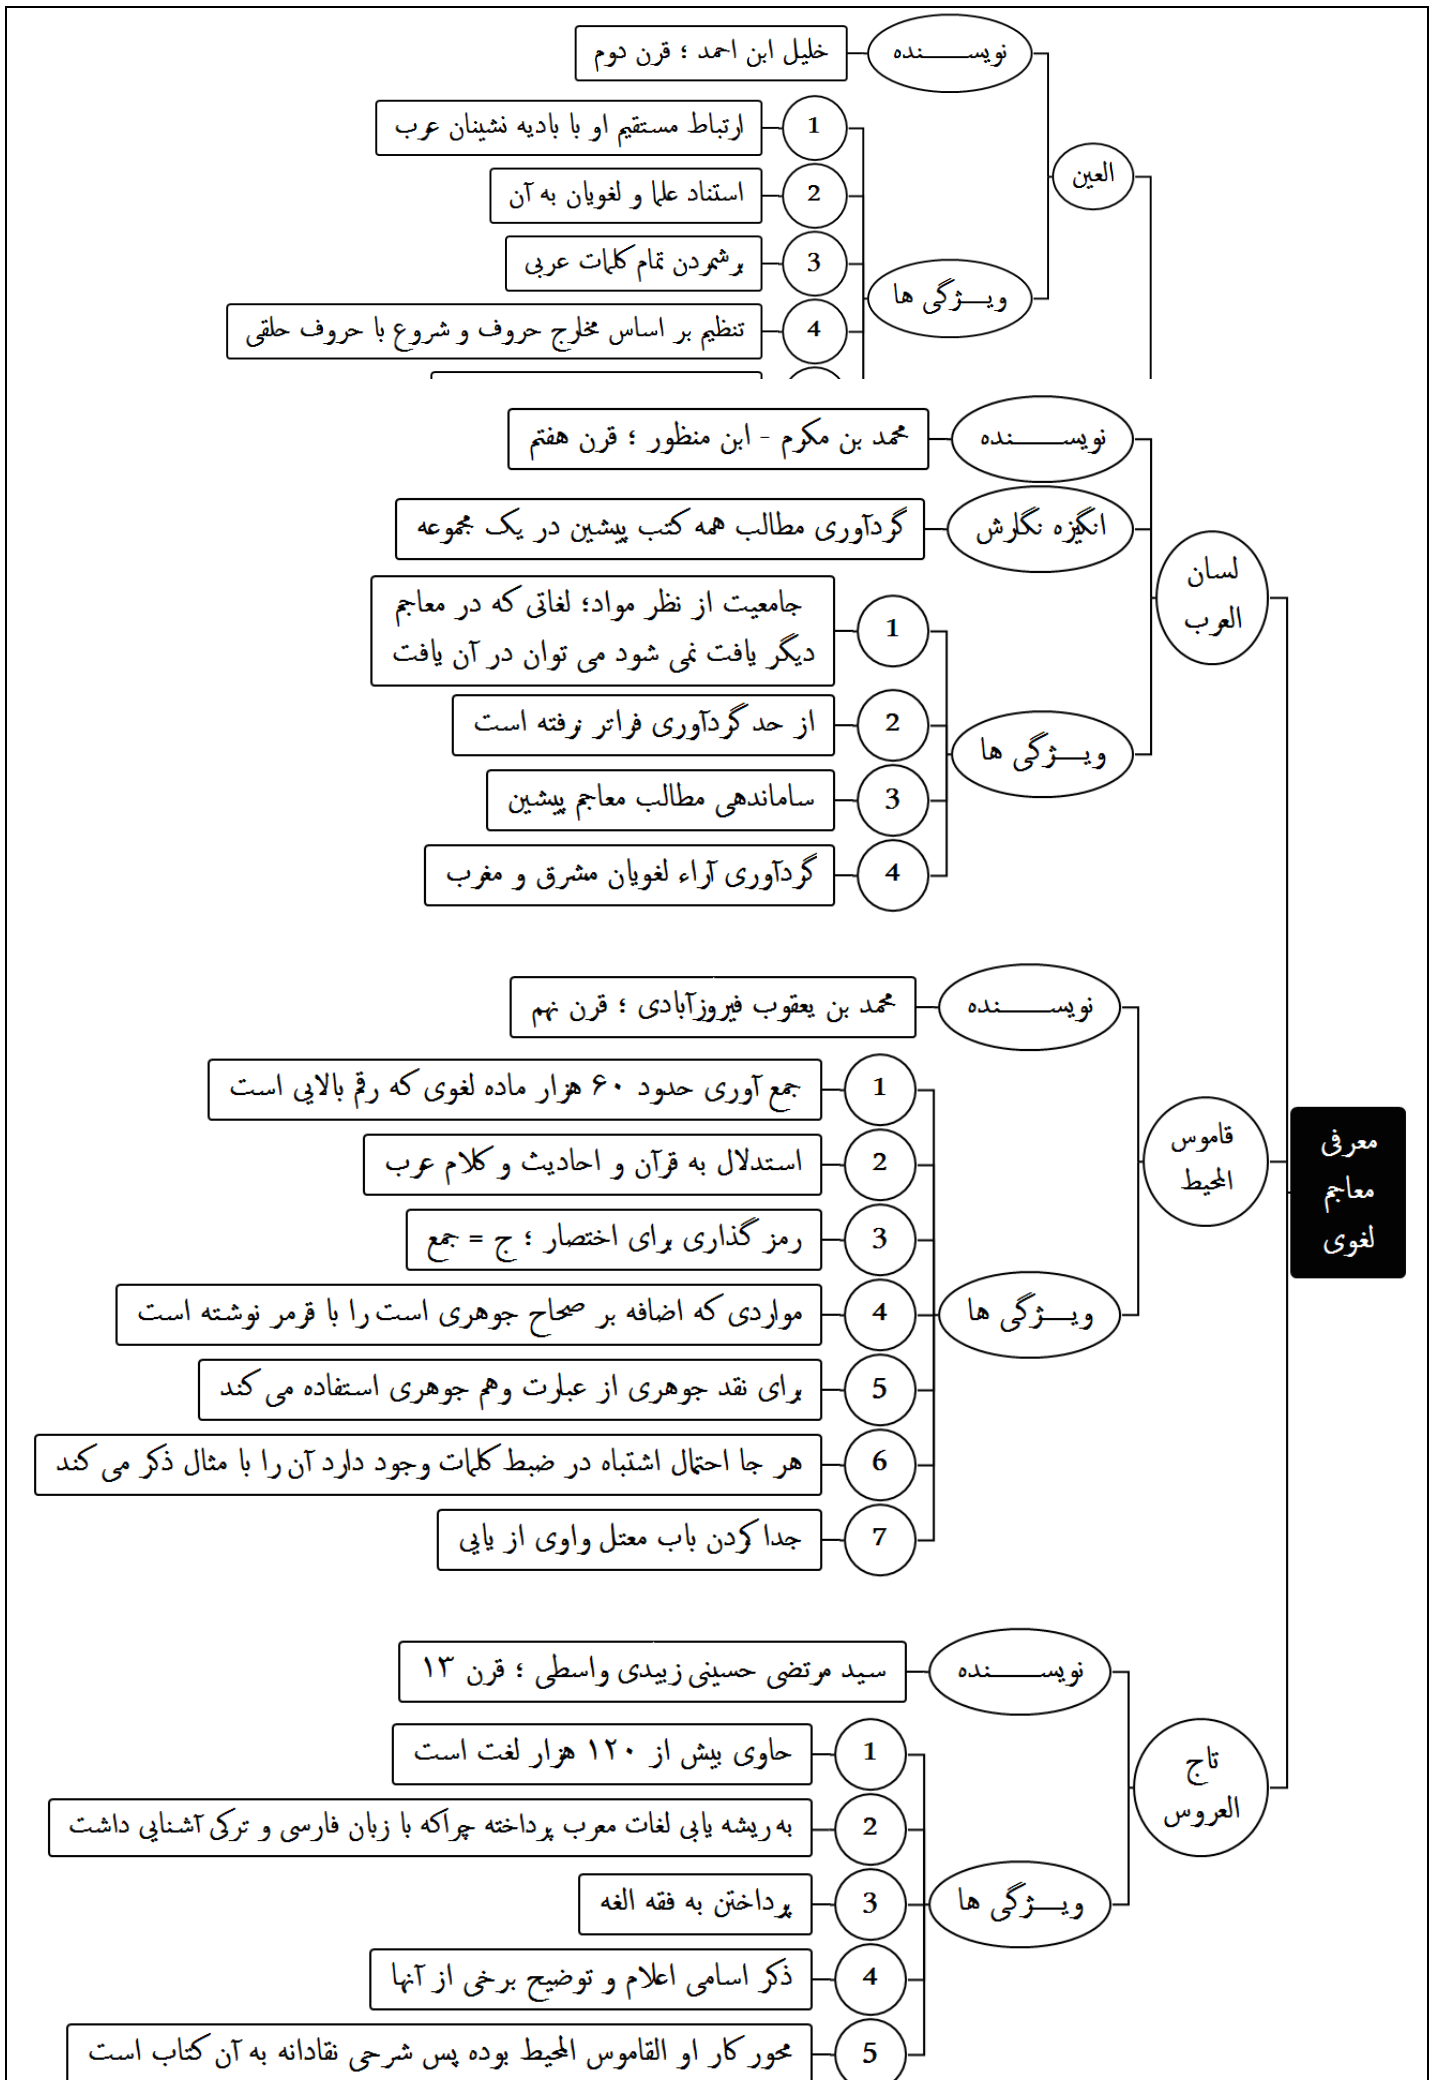 معرفی
معاجم
لغوی
العین
نویســـــنده
خلیل ابن احمد ؛ قرن دوم
ویـــژگی ها
1
ارتباط مستقیم او با بادیه نشینان عرب
2
استناد علما و لغویان به آن
3
برشمردن تمام کلمات عربی
4
تنظیم بر اساس مخارج حروف و شروع با حروف حلقی
لسان
العرب
نویســـــنده
محمد بن مکرم - ابن منظور ؛ قرن هفتم
انگیزه نگارش
گردآوری مطالب همه کتب پیشین در یک مجموعه
ویـــژگی ها
1
جامعیت از نظر مواد؛ لغاتی که در معاجم
دیگر یافت نمی شود می توان در آن یافت
2
از حد گردآوری فراتر نرفته است
3
ساماندهی مطالب معاجم پیشین
4
گردآوری آراء لغویان مشرق و مغرب
قاموس
المحیط
نویســـــنده
محمد بن یعقوب فیروزآبادی ؛ قرن نهم
ویـــژگی ها
1
جمع آوری حدود ۶۰ هزار ماده لغوی که رقم بالایی است
2
استدلال به قرآن و احادیث و کلام عرب
3
رمز گذاری برای اختصار ؛ ج = جمع
4
مواردی که اضافه بر صحاح جوهری است را با قرمر نوشته است
5
برای نقد جوهری از عبارت وهم جوهری استفاده می کند
6
هر جا احتمال اشتباه در ضبط کلمات وجود دارد آن را با مثال ذکر می کند
7
جدا کردن باب معتل واوی از یایی
تاج
العروس
نویســـــنده
سید مرتضی حسینی زبیدی واسطی ؛ قرن ۱۳
ویـــژگی ها
1
حاوی بیش از ۱۲۰ هزار لغت است
2
به ریشه یابی لغات معرب پرداخته چراکه با زبان فارسی و ترکی آشنایی داشت
3
پرداختن به فقه الغه
4
ذکر اسامی اعلام و توضیح برخی از آنها
5
محور کار او القاموس المحیط بوده پس شرحی نقادانه به آن کتاب است